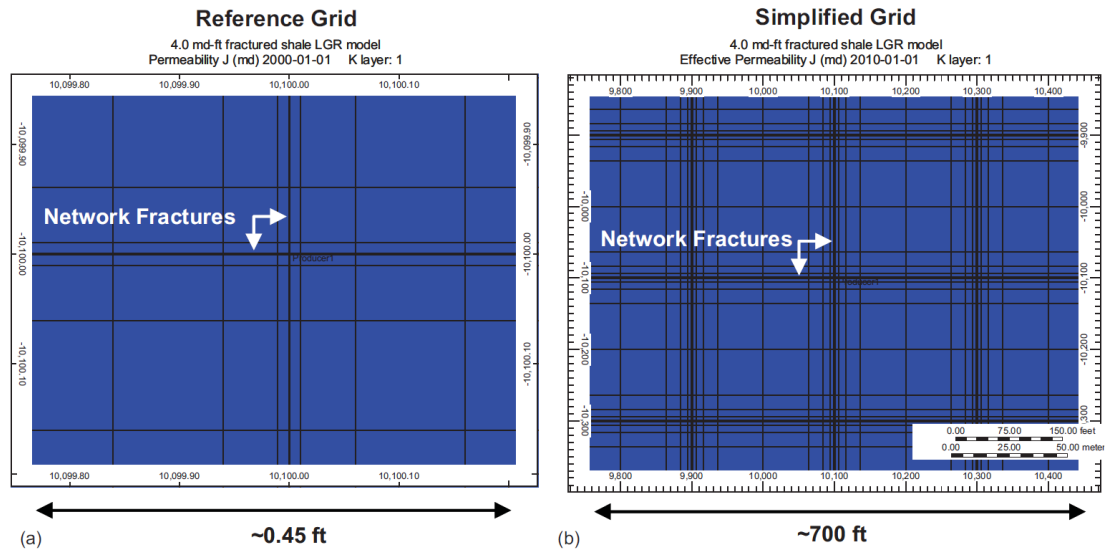 Reference Grid
4.0 md-ft fractured shale LGR model
Permeability J (md) 2000-01-01 K layer: 1
10,099.80 10,099.90 10,100.00 10,100.10
-10,099.90 -10,099.90
Network Fractures
-10,100.00 -10,100.00
Producer1
-10,100.10 -10,100.10
10,099.80 10,099.90 10,100.00 10,100.10
(a)
~0.45 ft
Simplified Grid
4.0 md-ft fractured shale LGR model
Effective Permeability J (md) 2010-01-01 K layer: 1
9,800 9,900 10,000 10,100 10,200 10,300 10,400
-9,900
-10,000 -10,000
Network Fractures
-10,100 -10,100
Producer1
-10,200 -10,200
-10,300 -10,300
0.00 75.00 150.00 feet
0.00 25.00 50.00 meter
9,800 9,900 10,000 10,100 10,200 10,300 10,400
(b)
~700 ft